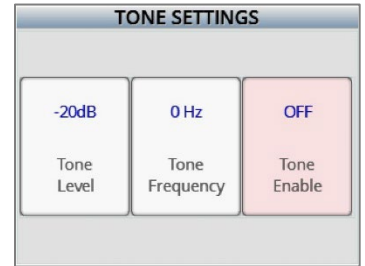 TONE SETTINGS
-20dB 0 Hz OFF
Tone Tone Tone
Level Frequency Enable